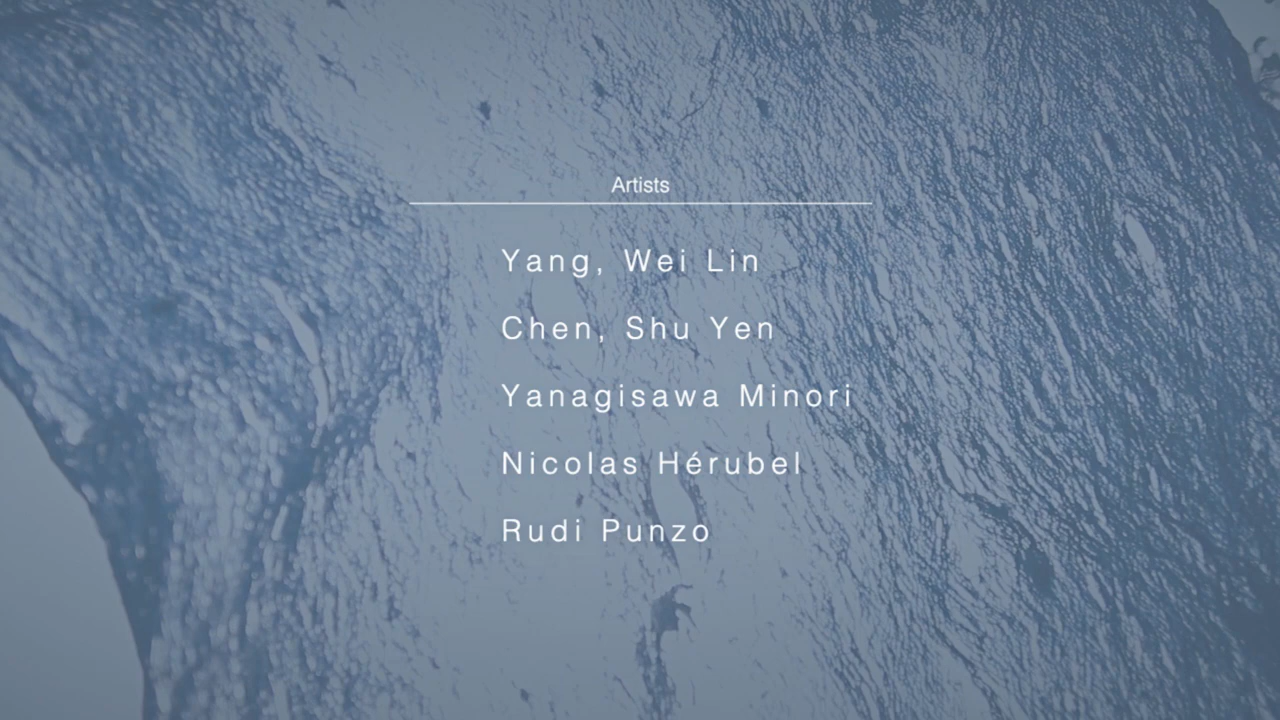 Artists
Yang, Wei Lin
Chen, Shu Yen
Yanagisawa Minori
Nicolas Hérubel
Rudi Punzo